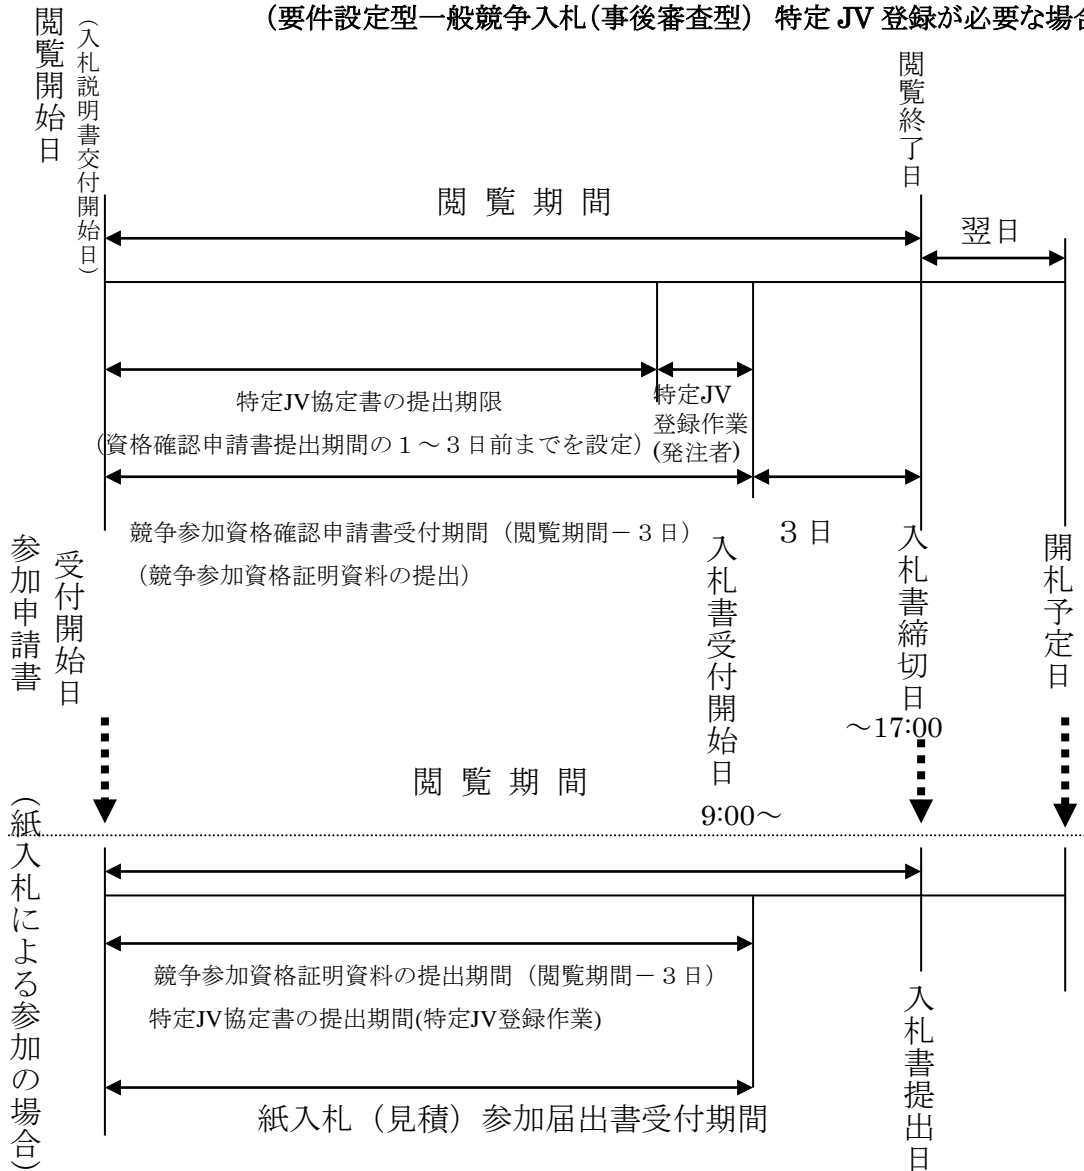 (要件設定型一般競争入札(事後審査型) 特定 JV 登録が必要な場合
閲覧開始日
(入札説明書交付開始日)
閲覧終了日
閲 覧 期 間
翌日
特定JV協定書の提出期限
(資格確認申請書提出期間の1～3日前までを設定)
特定JV
登録作業
(発注者)
競争参加資格確認申請書受付期間（閲覧期間－3日）
（競争参加資格証明資料の提出）
3日
参加申請書
受付開始日
入札書受付開始日
9:00～
入札書締切日
～17:00
開札予定日
閲 覧 期 間
(紙入札による参加の場合)
競争参加資格証明資料の提出期間（閲覧期間－3日）
特定JV協定書の提出期間(特定JV登録作業)
紙入札（見積）参加届出書受付期間
入札書提出日